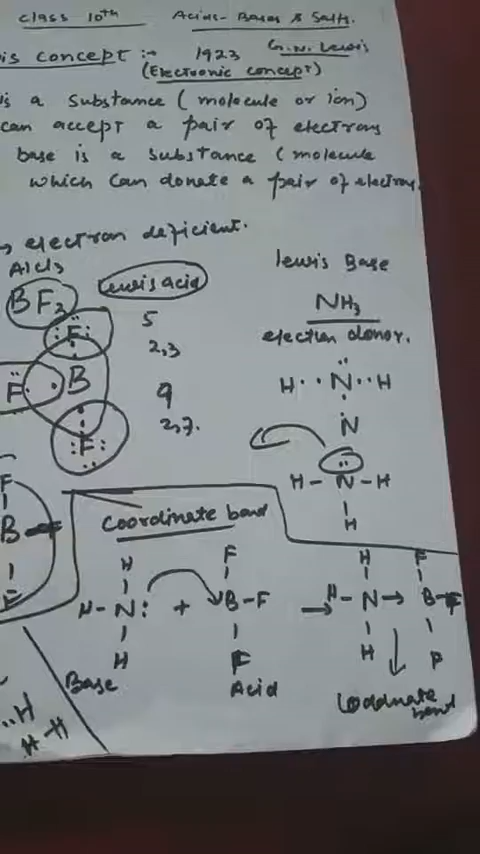 class 10th Acids- Bases & Salts.
is concept :- 1923 G.N. Lewis
(Electronic concept)
is a substance ( molecule or ion)
can accept a pair of electrons
base is a substance ( molecule
which can donate a pair of electrons
electron deficient.
Alcl3
BF3 Lewis acid
lewis Base
NH3
electron donor.
5
2,3
9
2,7.
:F:
F B
:F:
H··N··H
N
H-N-H
H
F
B-F
F
Coordinate bond
H F H F
H-N: + B-F → H-N→ B-F
H F H F
Base Acid Coordinate
bond
..H
H-H